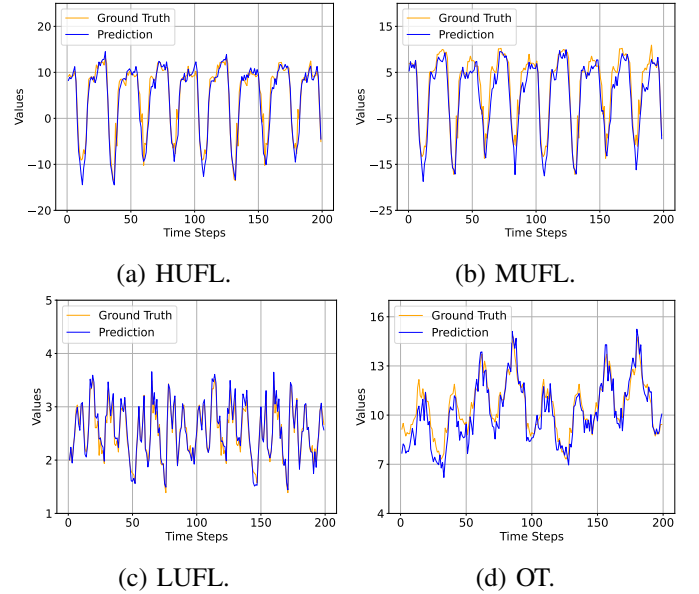 Ground Truth
Prediction
Values
25
20
10
0
−10
−20
0 50 100 150 200
Time Steps
(a) HUFL.
Ground Truth
Prediction
Values
25
15
5
−5
−15
−25
0 50 100 150 200
Time Steps
(b) MUFL.
Ground Truth
Prediction
Values
5
4
3
2
1
0 50 100 150 200
Time Steps
(c) LUFL.
Ground Truth
Prediction
Values
16
13
10
7
4
0 50 100 150 200
Time Steps
(d) OT.